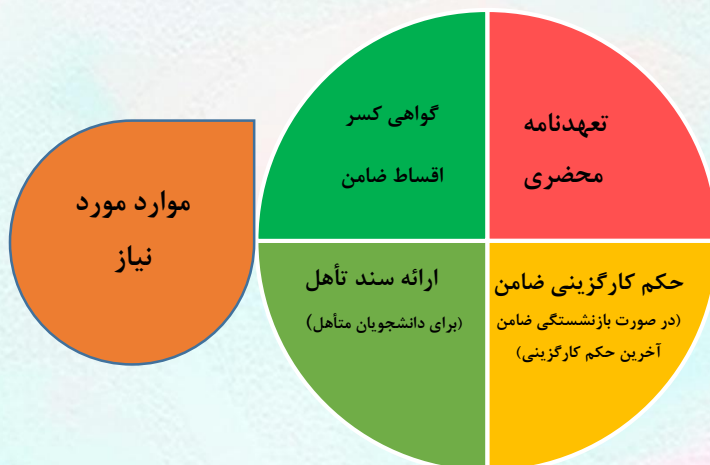 موارد مورد
نیاز
تعهدنامه
محضری
گواهی کسر
اقساط ضامن
حکم کارگزینی ضامن
(در صورت بازنشستگی ضامن
آخرین حکم کارگزینی)
ارائه سند تأهل
(برای دانشجویان متأهل)